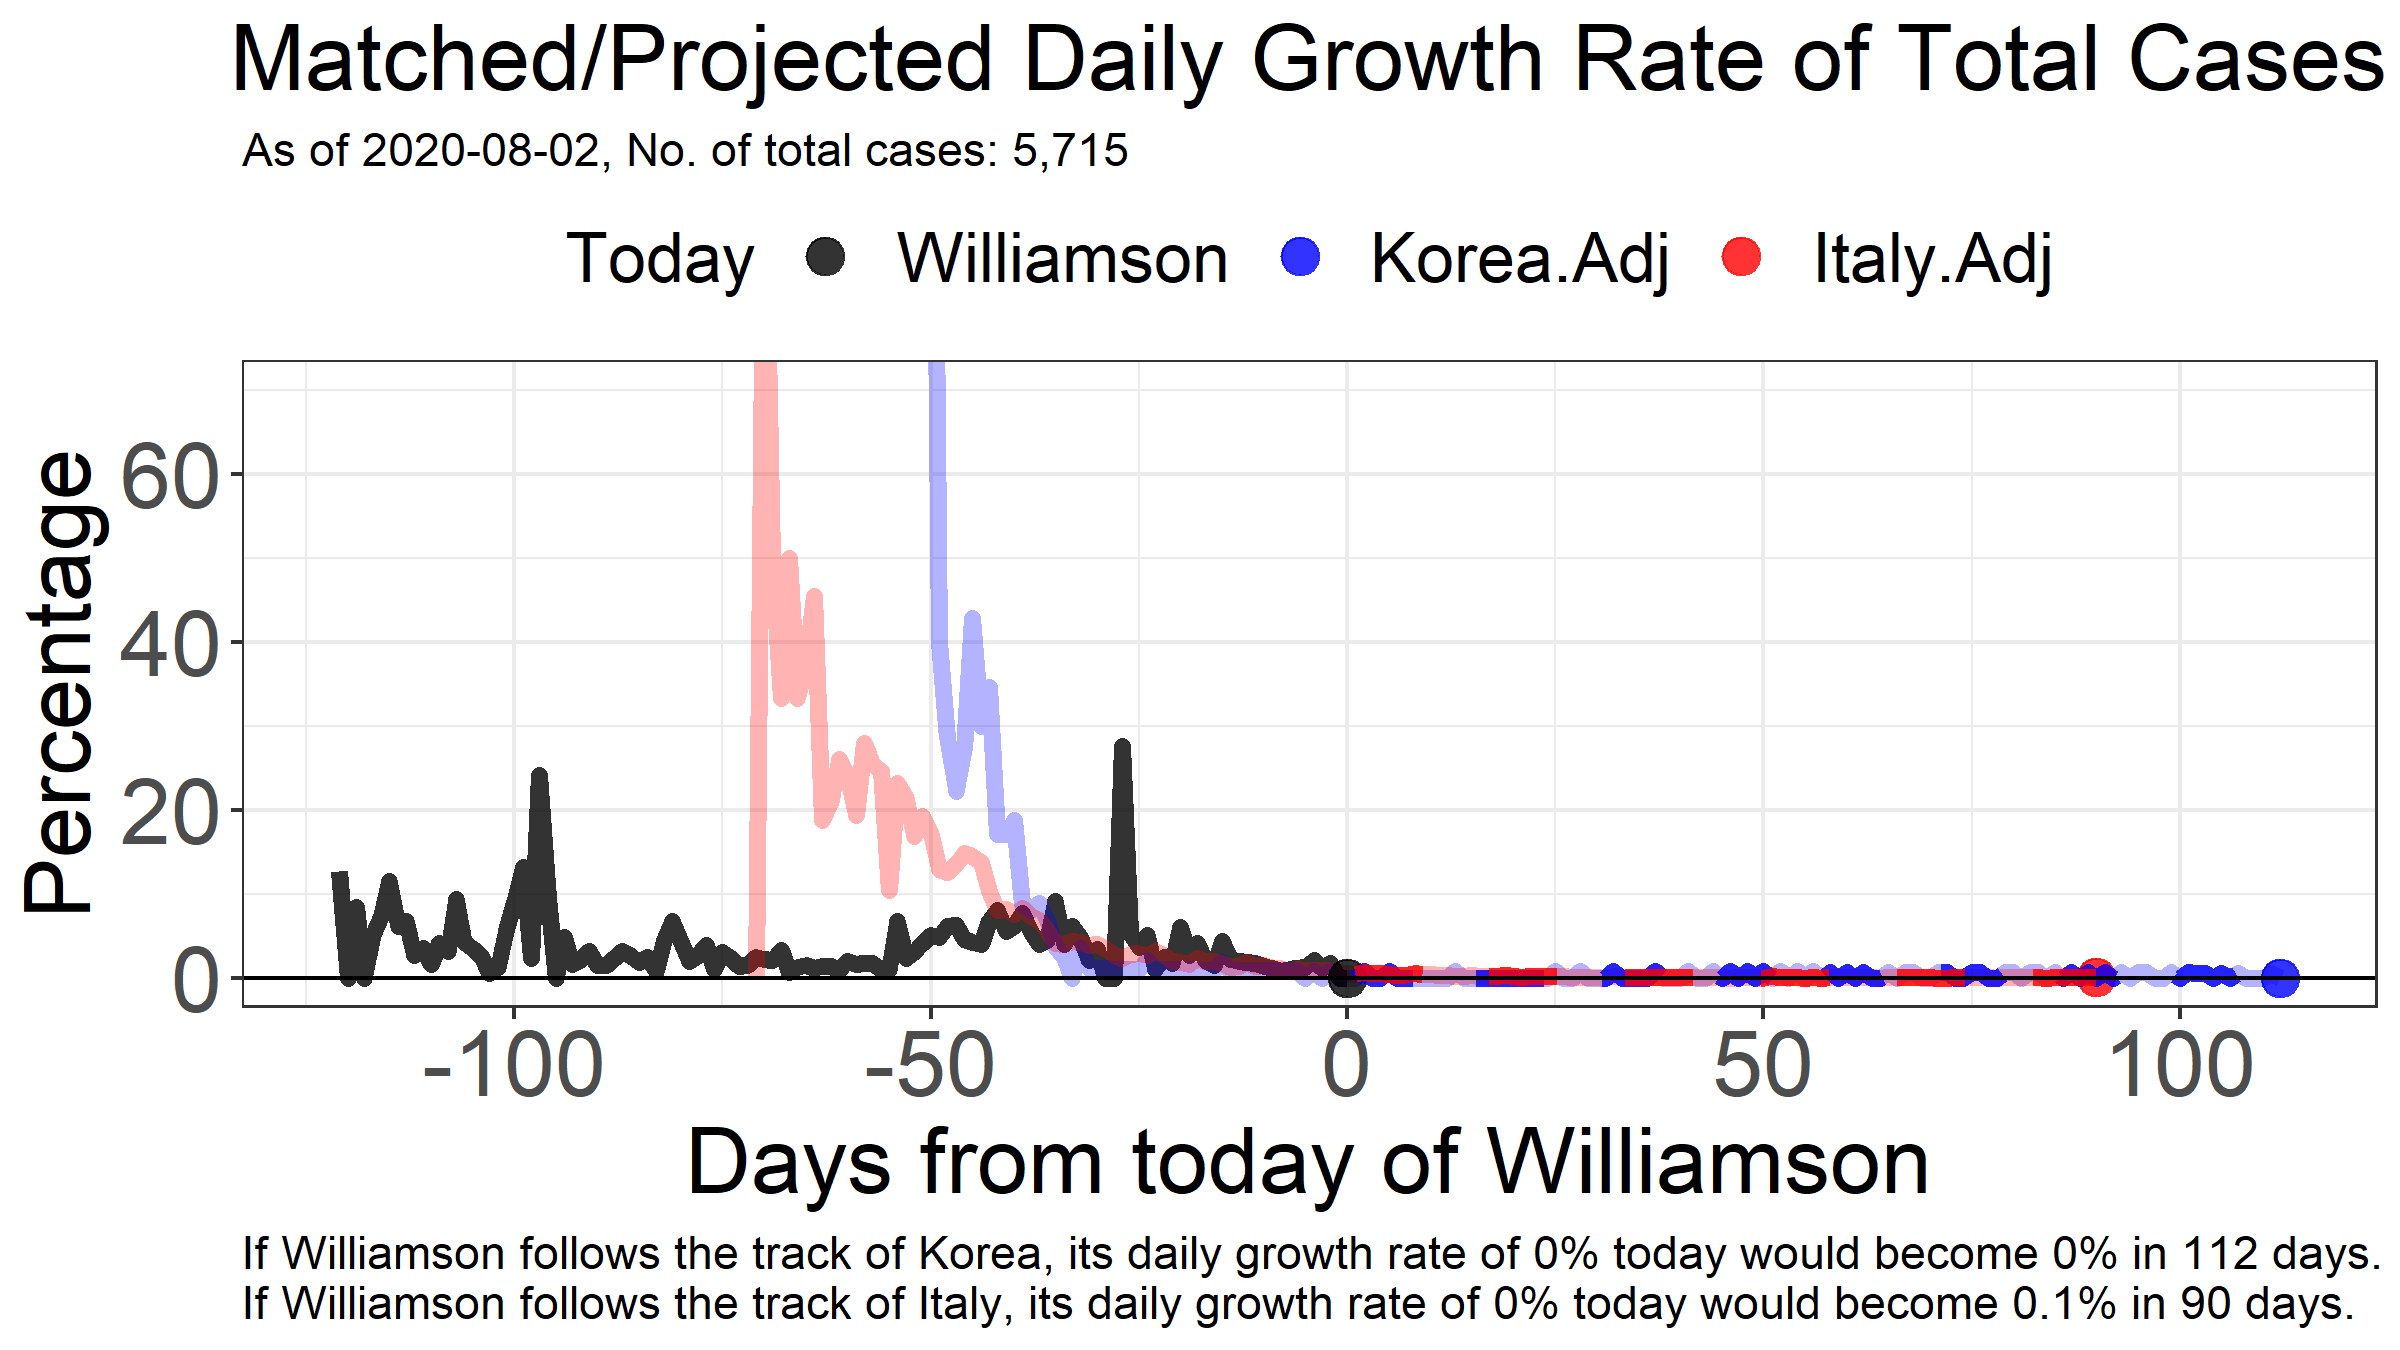 Matched/Projected Daily Growth Rate of Total Cases
As of 2020-08-02, No. of total cases: 5,715
Today Williamson Korea.Adj Italy.Adj
Percentage
60
40
20
0
-100 -50 0 50 100
Days from today of Williamson
If Williamson follows the track of Korea, its daily growth rate of 0% today would become 0% in 112 days.
If Williamson follows the track of Italy, its daily growth rate of 0% today would become 0.1% in 90 days.